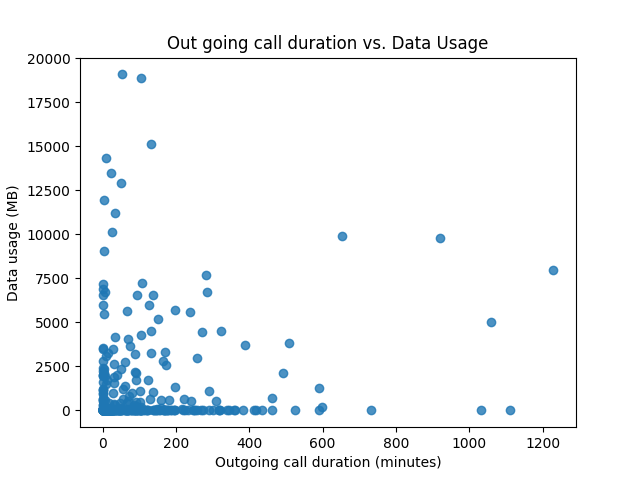 Out going call duration vs. Data Usage
20000
17500
15000
12500
10000
7500
5000
2500
0
Data usage (MB)
0 200 400 600 800 1000 1200
Outgoing call duration (minutes)